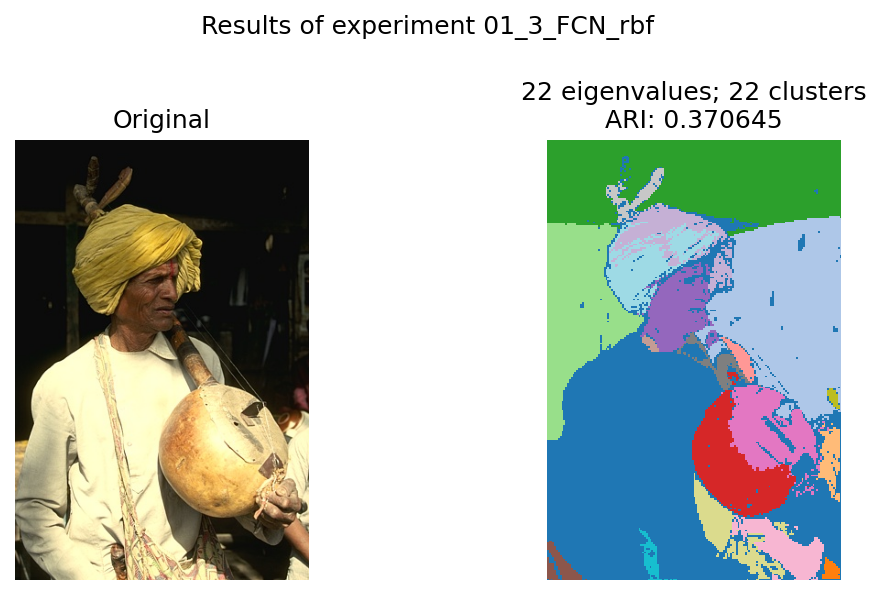 Results of experiment 01_3_FCN_rbf
Original
22 eigenvalues; 22 clusters
ARI: 0.370645